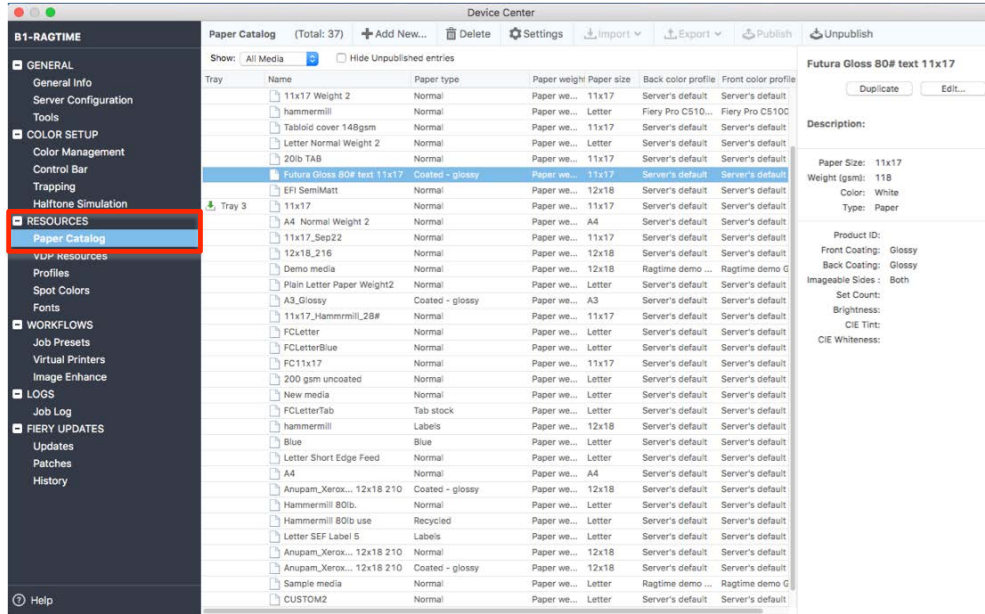 Device Center
B1-RAGTIME
GENERAL
General Info
Server Configuration
Tools
COLOR SETUP
Color Management
Control Bar
Trapping
Halftone Simulation
RESOURCES
Paper Catalog
VDP Resources
Profiles
Spot Colors
Fonts
WORKFLOWS
Job Presets
Virtual Printers
Image Enhance
LOGS
Job Log
FIERY UPDATES
Updates
Patches
History
Help
Paper Catalog (Total: 37) Add New... Delete Settings Import Export Publish Unpublish
Show: All Media Hide Unpublished entries
Tray Name Paper type Paper weight Paper size Back color profile Front color profile
11x17 Weight 2 Normal Paper we... 11x17 Server's default Server's default
hammermill Normal Paper we... Letter Fiery Pro C510... Fiery Pro C510C
Tabloid cover 148gsm Normal Paper we... 11x17 Server's default Server's default
Letter Normal Weight 2 Normal Paper we... Letter Server's default Server's default
20lb TAB Normal Paper we... 11x17 Server's default Server's default
Futura Gloss 80# text 11x17 Coated - glossy Paper we... 11x17 Server's default Server's default
EFI SemiMatt Normal Paper we... 12x18 Server's default Server's default
Tray 3 11x17 Normal Paper we... 11x17 Server's default Server's default
A4 Normal Weight 2 Normal Paper we... A4 Server's default Server's default
11x17_Sep22 Normal Paper we... 11x17 Server's default Server's default
12x18_216 Normal Paper we... 12x18 Server's default Server's default
Demo media Normal Paper we... 12x18 Ragtime demo ... Ragtime demo G
Plain Letter Paper Weight2 Normal Paper we... Letter Server's default Server's default
A3_Glossy Coated - glossy Paper we... A3 Server's default Server's default
11x17_Hammrmill_28# Normal Paper we... 11x17 Server's default Server's default
FCLetter Normal Paper we... Letter Server's default Server's default
FCLetterBlue Normal Paper we... Letter Server's default Server's default
FC11x17 Normal Paper we... 11x17 Server's default Server's default
200 gsm uncoated Normal Paper we... Letter Server's default Server's default
New media Normal Paper we... Letter Server's default Server's default
FCLetterTab Tab stock Paper we... Letter Server's default Server's default
hammermill Labels Paper we... 12x18 Server's default Server's default
Blue Blue Paper we... Letter Server's default Server's default
Letter Short Edge Feed Normal Paper we... Letter Server's default Server's default
A4 Normal Paper we... A4 Server's default Server's default
Anupam_Xerox... 12x18 210 Coated - glossy Paper we... 12x18 Server's default Server's default
Hammermill 80lb. Normal Paper we... Letter Server's default Server's default
Hammermill 80lb use Recycled Paper we... Letter Server's default Server's default
Letter SEF Label 5 Labels Paper we... Letter Server's default Server's default
Anupam_Xerox... 12x18 210 Normal Paper we... 12x18 Server's default Server's default
Anupam_Xerox... 12x18 210 Coated - glossy Paper we... 12x18 Server's default Server's default
Sample media Normal Paper we... Letter Ragtime demo ... Ragtime demo G
CUSTOM2 Normal Paper we... Letter Server's default Server's default
Futura Gloss 80# text 11x17
Duplicate Edit...
Description:
Paper Size: 11x17
Weight (gsm): 118
Color: White
Type: Paper
Product ID:
Front Coating: Glossy
Back Coating: Glossy
Imageable Sides : Both
Set Count:
Brightness:
CIE Tint:
CIE Whiteness: